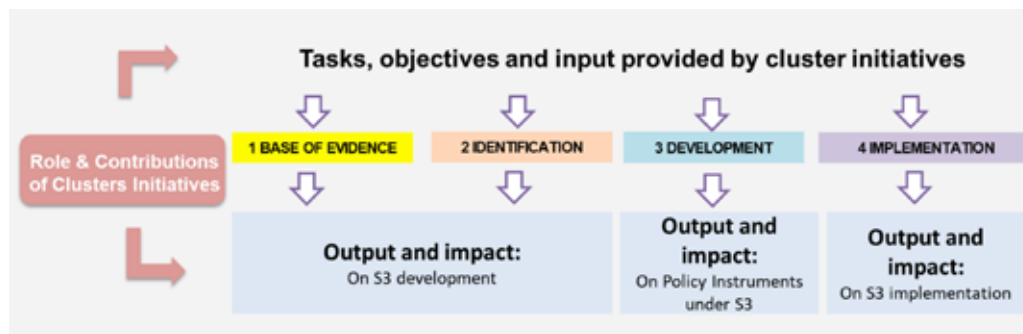 Tasks, objectives and input provided by cluster initiatives
Role & Contributions
of Clusters Initiatives
1 BASE OF EVIDENCE
2 IDENTIFICATION
3 DEVELOPMENT
4 IMPLEMENTATION
Output and impact:
On S3 development
Output and
impact:
On Policy Instruments
under S3
Output and
impact:
On S3 implementation